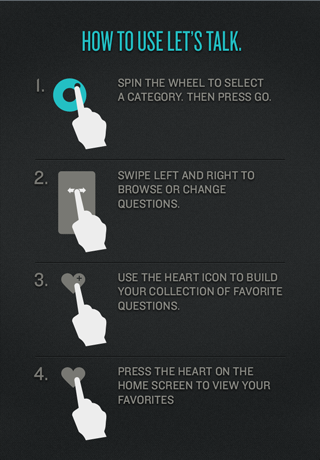 HOW TO USE LET'S TALK.
1. SPIN THE WHEEL TO SELECT
A CATEGORY. THEN PRESS GO.
2. SWIPE LEFT AND RIGHT TO
BROWSE OR CHANGE
QUESTIONS.
3. USE THE HEART ICON TO BUILD
YOUR COLLECTION OF FAVORITE
QUESTIONS.
4. PRESS THE HEART ON THE
HOME SCREEN TO VIEW YOUR
FAVORITES